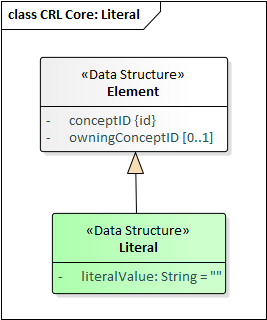 class CRL Core: Literal
«Data Structure»
Element
- conceptID {id}
- owningConceptID [0..1]
«Data Structure»
Literal
- literalValue: String = ""